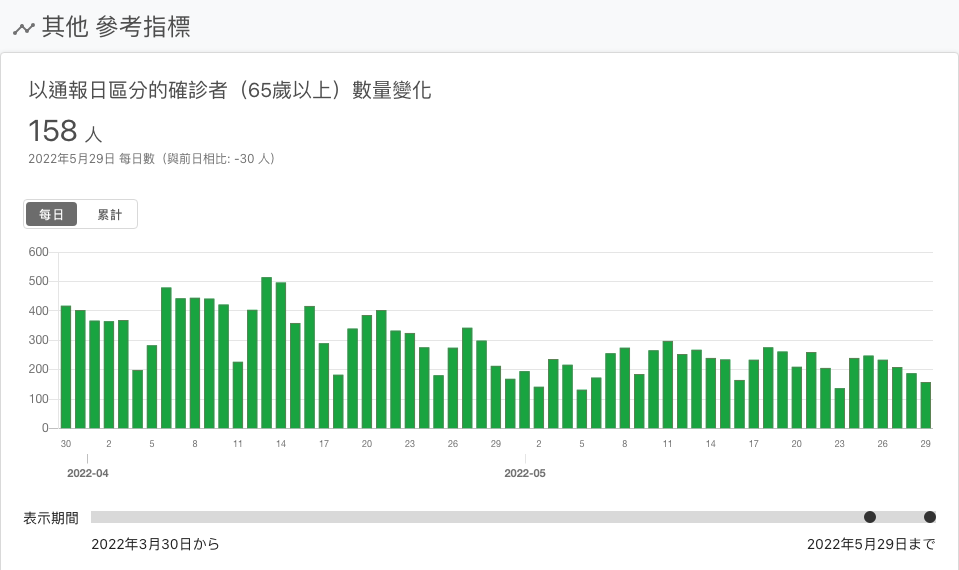 其他 參考指標
以通報日區分的確診者（65歲以上）數量變化
158 人
2022年5月29日 每日數（與前日相比: -30 人）
每日 累計
600
500
400
300
200
100
0
30 2 5 8 11 14 17 20 23 26 29 2 5 8 11 14 17 20 23 26 29
2022-04 2022-05
表示期間
2022年3月30日から 2022年5月29日まで